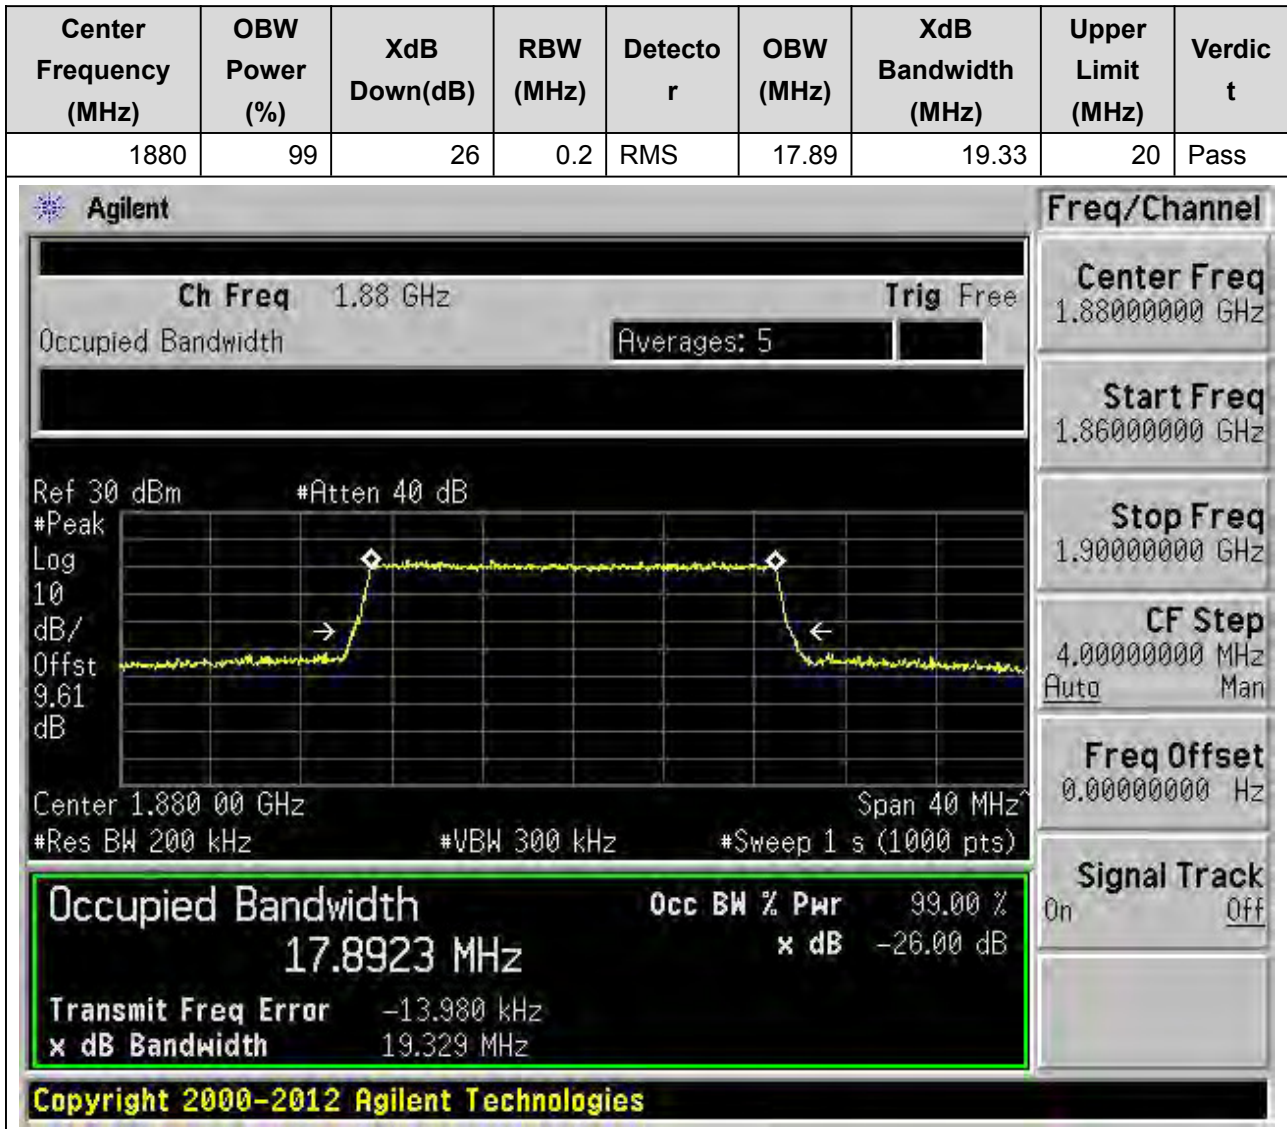 Center Frequency (MHz) OBW Power (%) XdB Down(dB) RBW (MHz) Detecto r OBW (MHz) XdB Bandwidth (MHz) Upper Limit (MHz) Verdic t
1880 99 26 0.2 RMS 17.89 19.33 20 Pass
Agilent
Freq/Channel
Ch Freq 1.88 GHz Trig Free
Occupied Bandwidth Averages: 5
Center Freq
1.88000000 GHz
Start Freq
1.86000000 GHz
Stop Freq
1.90000000 GHz
CF Step
4.00000000 MHz
Auto Man
Freq Offset
0.00000000 Hz
Signal Track
On Off
Ref 30 dBm #Atten 40 dB
#Peak
Log
10
dB/
Offst
9.61
dB
Center 1.880 00 GHz Span 40 MHz
#Res BW 200 kHz #VBW 300 kHz #Sweep 1 s (1000 pts)
Occupied Bandwidth Occ BW % Pwr 99.00 %
17.8923 MHz x dB -26.00 dB
Transmit Freq Error -13.980 kHz
x dB Bandwidth 19.329 MHz
Copyright 2000-2012 Agilent Technologies